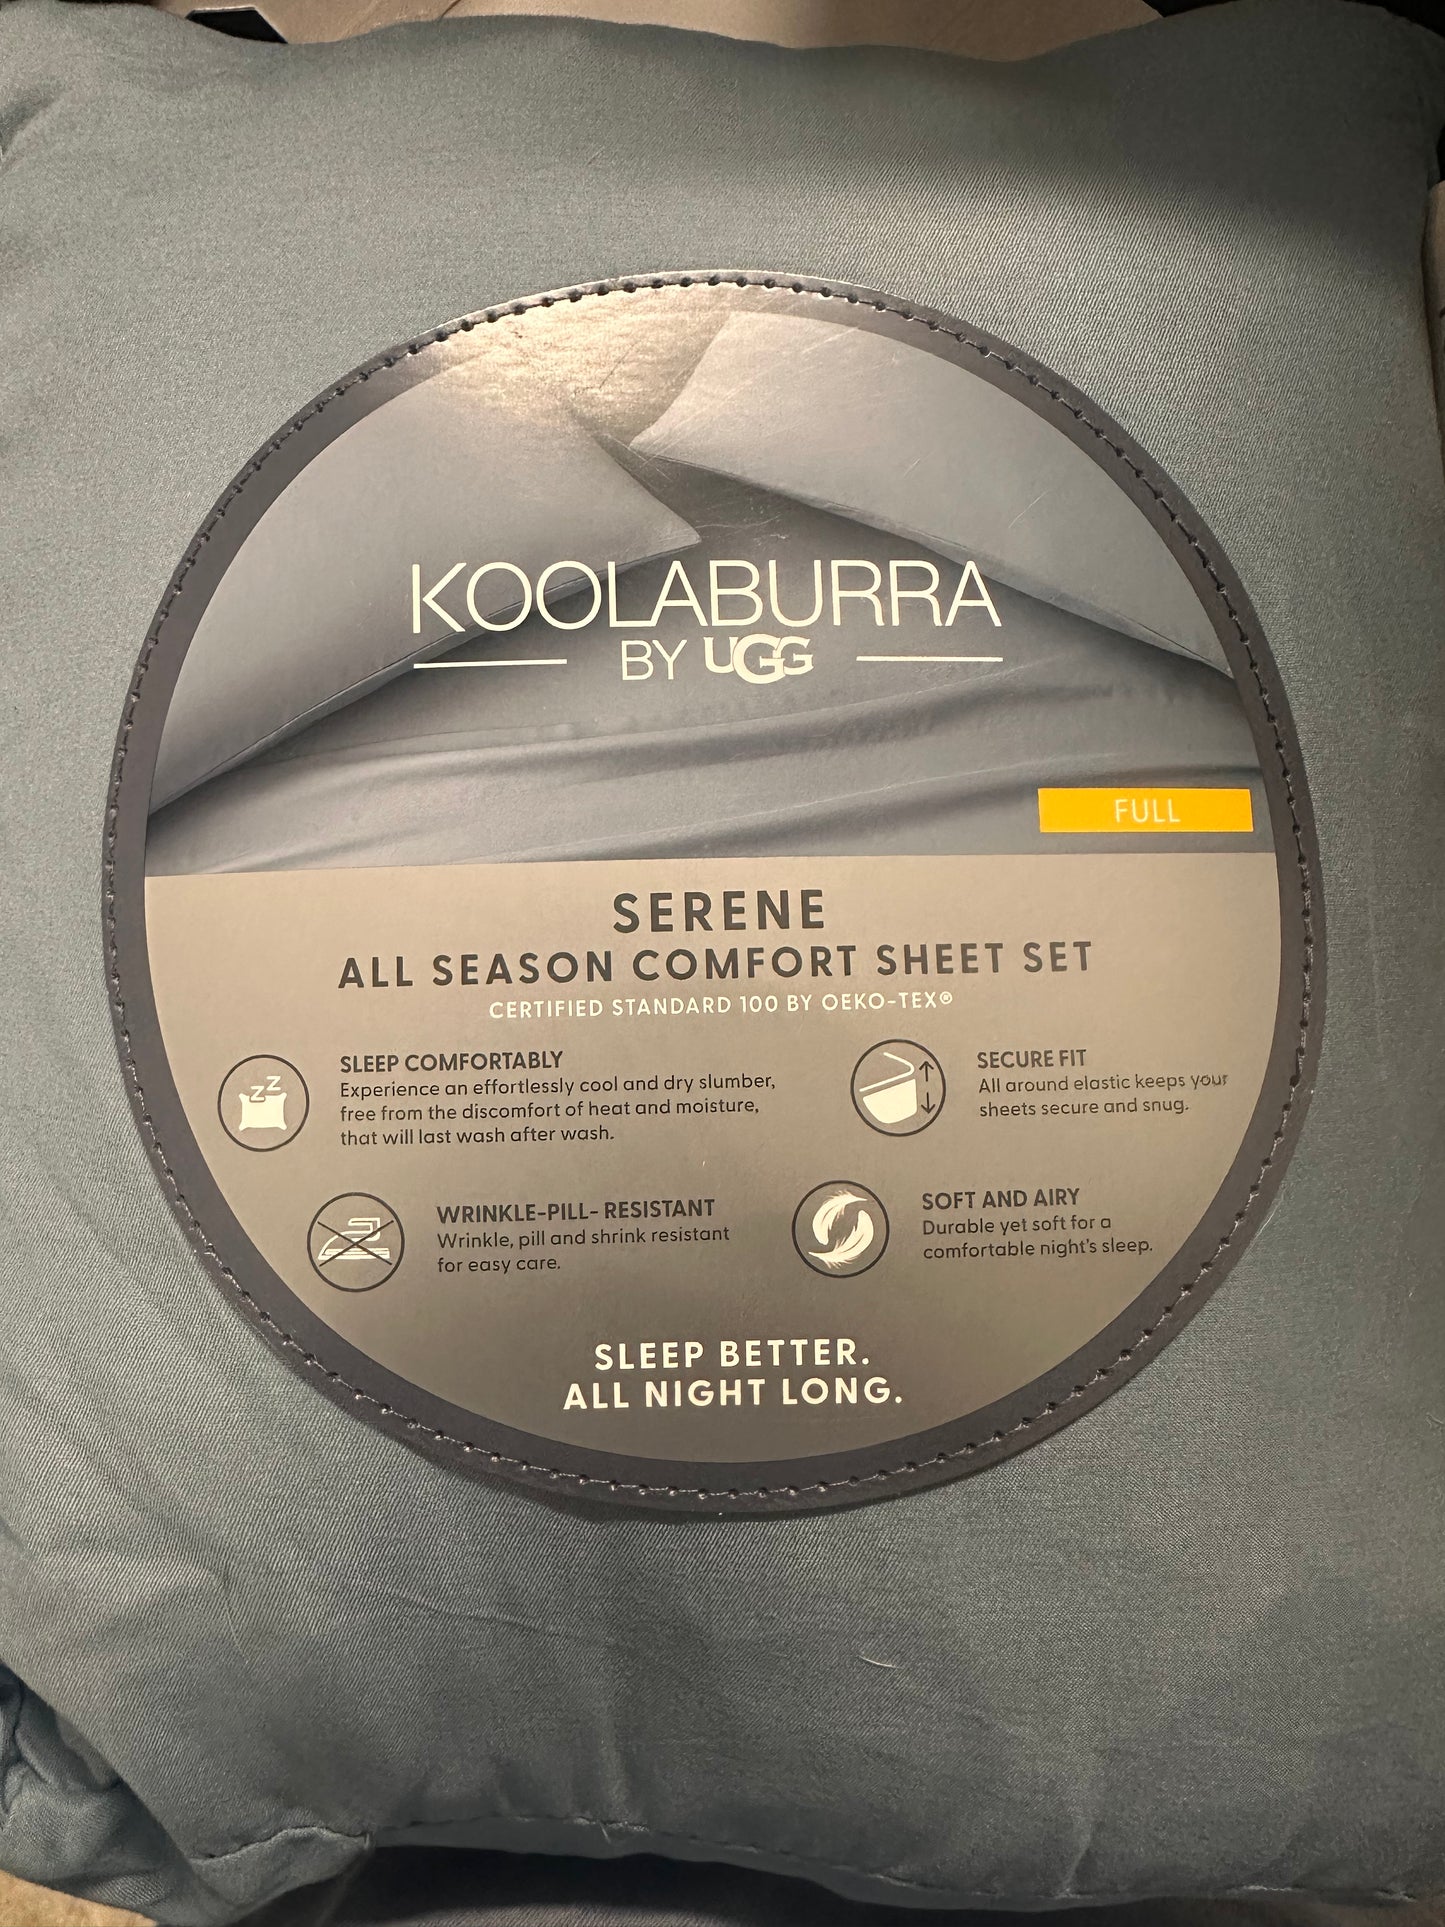 KOOLABURRA
BY UGG
FULL
SERENE
ALL SEASON COMFORT SHEET SET
CERTIFIED STANDARD 100 BY OEKO-TEX®
Z Z
SLEEP COMFORTABLY
Experience an effortlessly cool and dry slumber,
free from the discomfort of heat and moisture,
that will last wash after wash.
SECURE FIT
All around elastic keeps your
sheets secure and snug.
WRINKLE-PILL- RESISTANT
Wrinkle, pill and shrink resistant
for easy care.
SOFT AND AIRY
Durable yet soft for a
comfortable night's sleep.
SLEEP BETTER.
ALL NIGHT LONG.